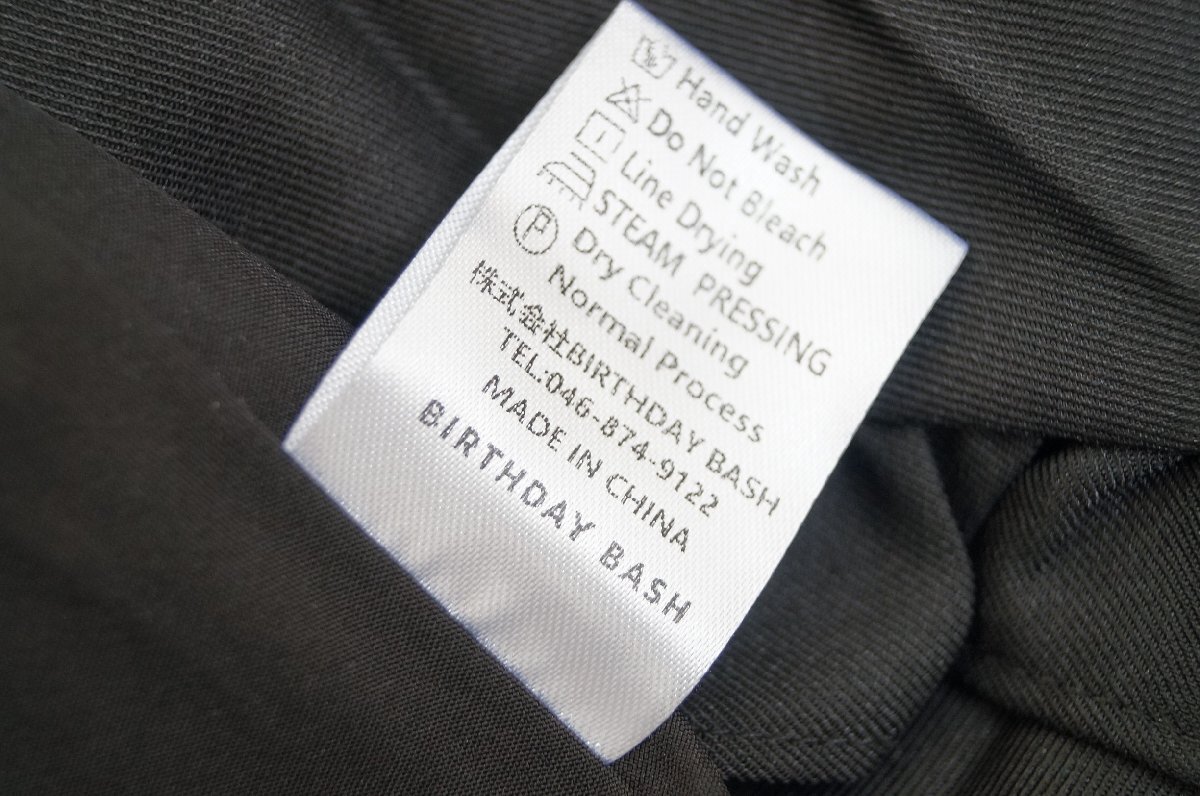 Hand Wash
Do Not Bleach
Line Drying
STEAM PRESSING
P Dry Cleaning
Normal Process
株式会社BIRTHDAY BASH
TEL:046-874-9122
MADE IN CHINA
BIRTHDAY BASH